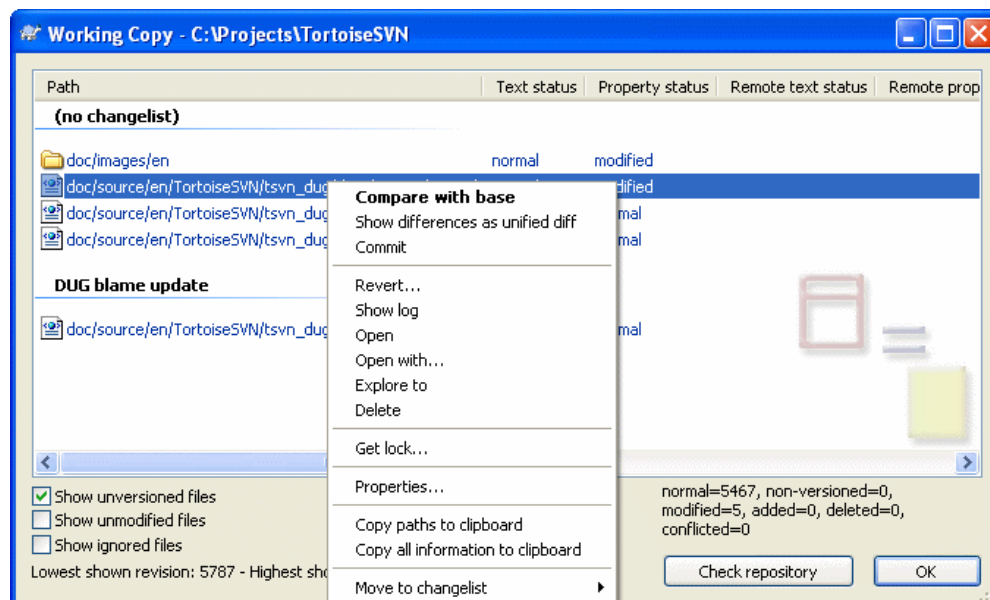 Working Copy - C:\Projects\TortoiseSVN
Path Text status Property status Remote text status Remote prop
(no changelist)
doc/images/en normal modified
doc/source/en/TortoiseSVN/tsvn_dug
doc/source/en/TortoiseSVN/tsvn_dug
doc/source/en/TortoiseSVN/tsvn_dug
DUG blame update
doc/source/en/TortoiseSVN/tsvn_dug
Compare with base
Show differences as unified diff
Commit
Revert...
Show log
Open
Open with...
Explore to
Delete
Get lock...
Properties...
Copy paths to clipboard
Copy all information to clipboard
Move to changelist
dified
mal
mal
mal
Show unversioned files
Show unmodified files
Show ignored files
Lowest shown revision: 5787 - Highest sho
normal=5467, non-versioned=0,
modified=5, added=0, deleted=0,
conflicted=0
Check repository
OK